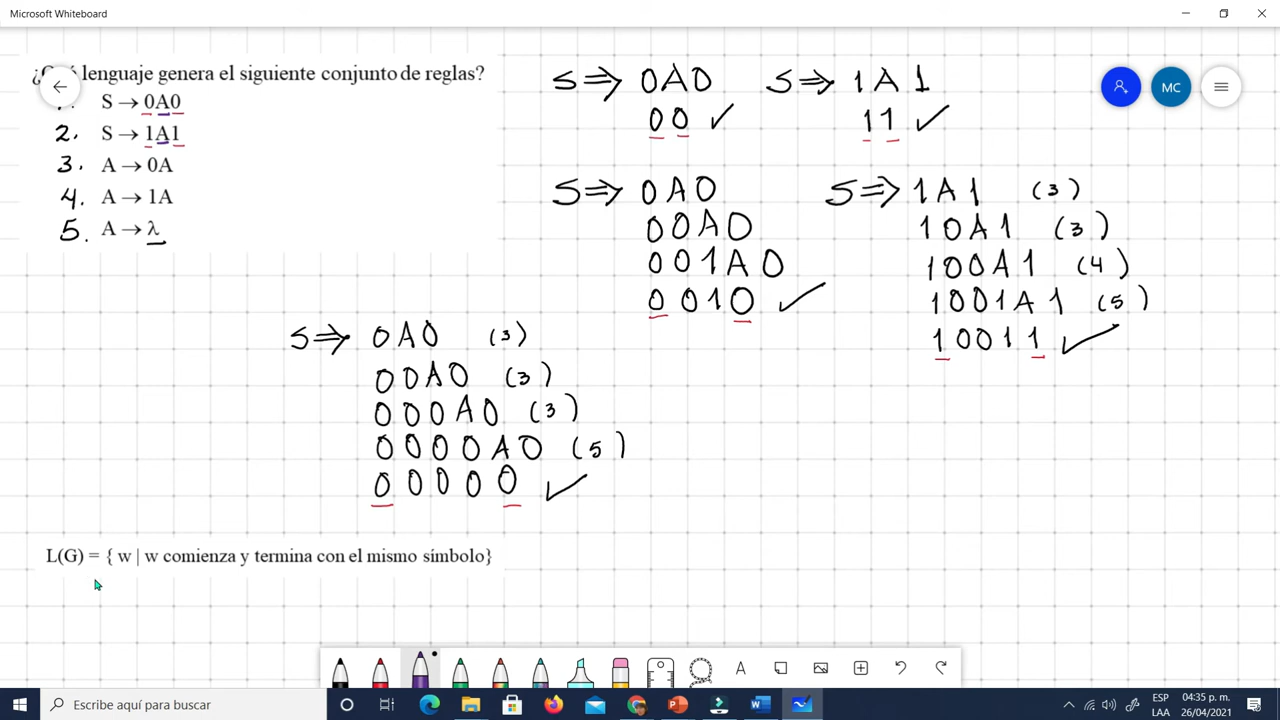 Microsoft Whiteboard
lenguaje genera el siguiente conjunto de reglas?
MC
1. S → 0A0
2. S → 1A1
3. A → 0A
4. A → 1A
5. A → λ
S ⇒ 0A0
00 ✓
S ⇒ 1A1
11 ✓
S ⇒ 0A0
00A0
001A0
0010 ✓
S ⇒ 1A1 (3)
10A1 (3)
100A1 (4)
1001A1 (5)
10011 ✓
S ⇒ 0A0 (3)
00A0 (3)
000A0 (3)
0000A0 (5)
00000 ✓
L(G) = { w | w comienza y termina con el mismo símbolo}
A
Escribe aquí para buscar
ESP
LAA
04:35 p. m.
26/04/2021